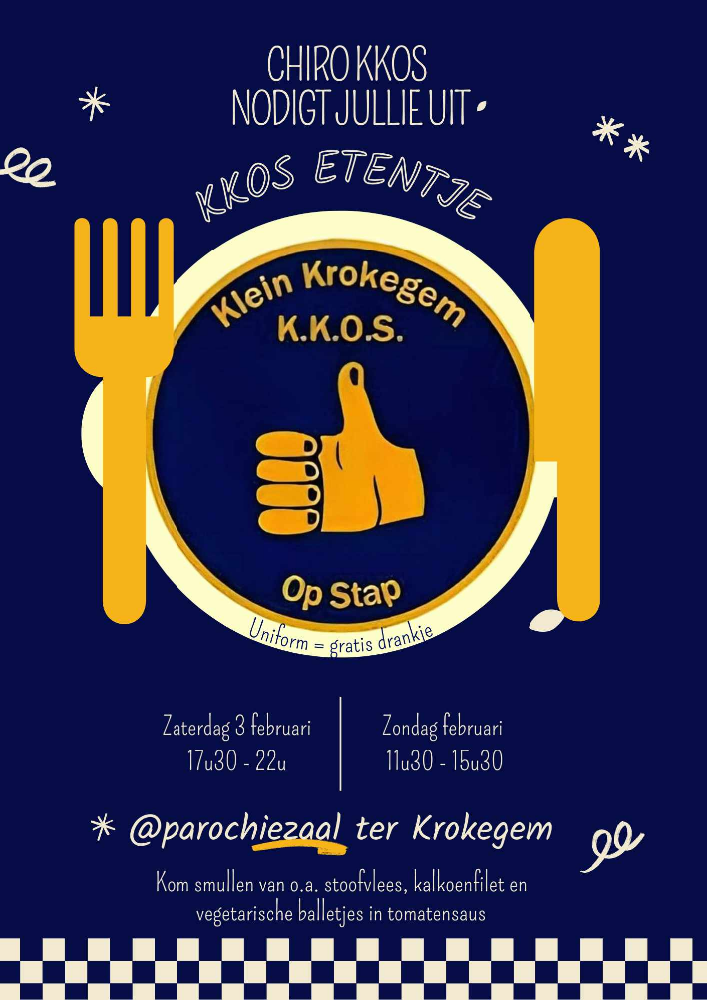 CHIRO KKOS
NODIGT JULLIE UIT
KKOS ETENTJE
Klein Krokegem
K.K.O.S.
Op Stap
Uniform = gratis drankje
Zaterdag 3 februari
17u30 - 22u
Zondag februari
11u30 - 15u30
@parochiezaal ter Krokegem
Kom smullen van o.a. stoofvlees, kalkoenfilet en
vegetarische balletjes in tomatensaus